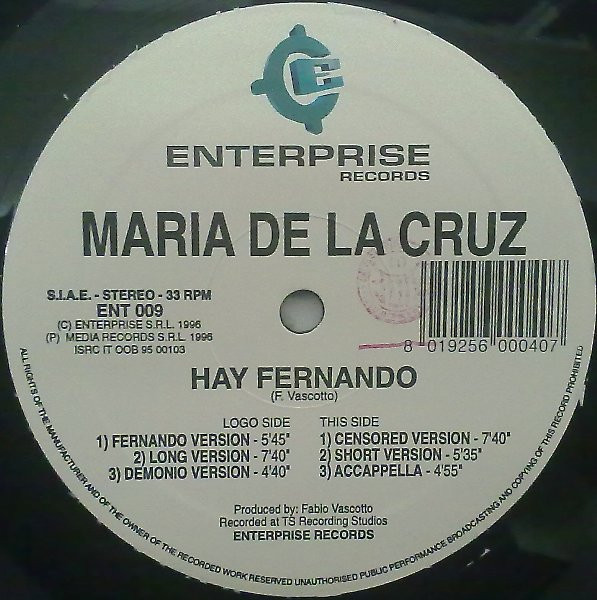 E
ENTERPRISE
RECORDS
MARIA DE LA CRUZ
S.I.A.E. - STEREO - 33 RPM
ENT 009
(C) ENTERPRISE S.R.L. 1996
(P) MEDIA RECORDS S.R.L. 1996
ISRC IT OOB 95 00103
8 019256 000407
HAY FERNANDO
(F. Vascotto)
LOGO SIDE
1) FERNANDO VERSION - 5'45"
2) LONG VERSION - 7'40"
3) DEMONIO VERSION - 4'40"
THIS SIDE
1) CENSORED VERSION - 7'40"
2) SHORT VERSION - 5'35"
3) ACCAPPELLA - 4'55"
Produced by: Fabio Vascotto
Recorded at TS Recording Studios
ENTERPRISE RECORDS
ALL RIGHTS OF THE MANUFACTURER AND OF THE OWNER OF THE RECORDED WORK RESERVED UNAUTHORISED PUBLIC PERFORMANCE BROADCASTING AND COPYING OF THIS RECORD PROHIBITED